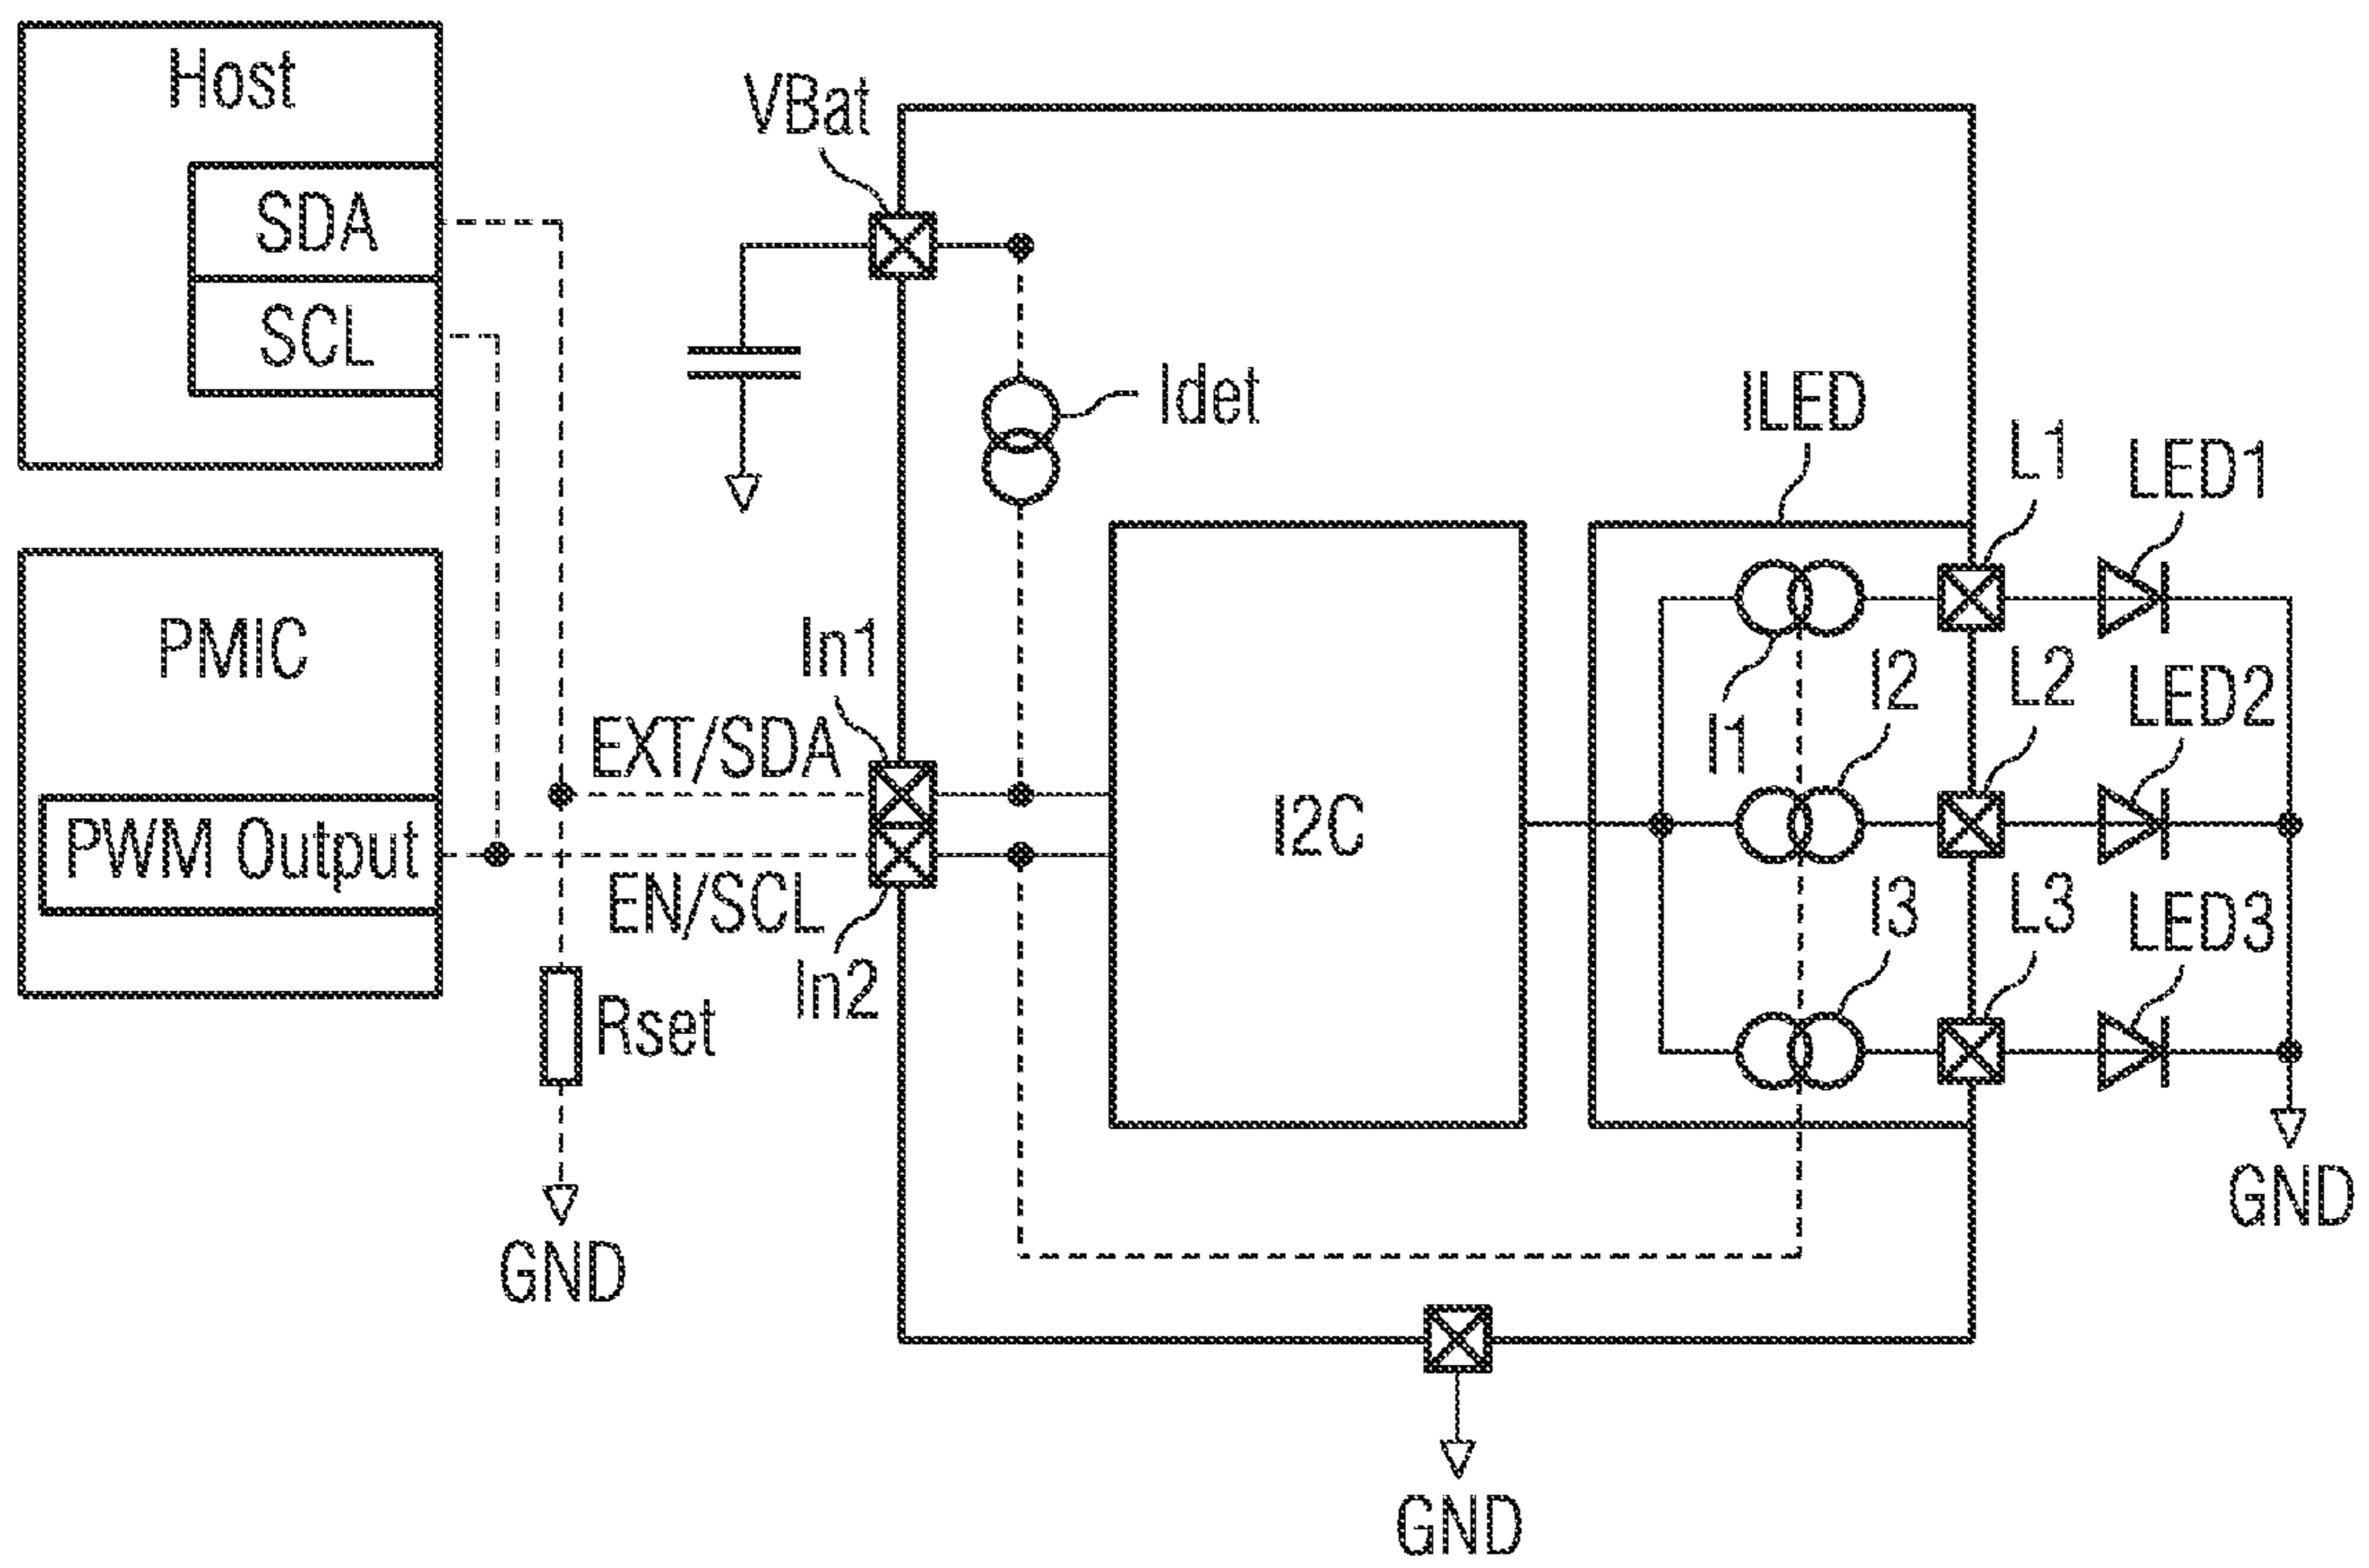 Host
SDA
SCL
VBat
Idet
ILED
L1
LED1
PMIC
PWM Output
In1
EXT/SDA
EN/SCL
In2
Rset
GND
I2C
I1
I2
L2
LED2
I3
L3
LED3
GND
GND